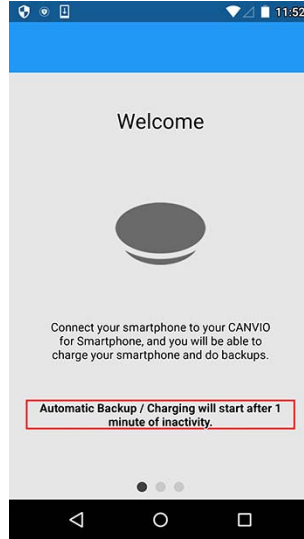 11:52
Welcome
Connect your smartphone to your CANVIO
for Smartphone, and you will be able to
charge your smartphone and do backups.
Automatic Backup / Charging will start after 1
minute of inactivity.